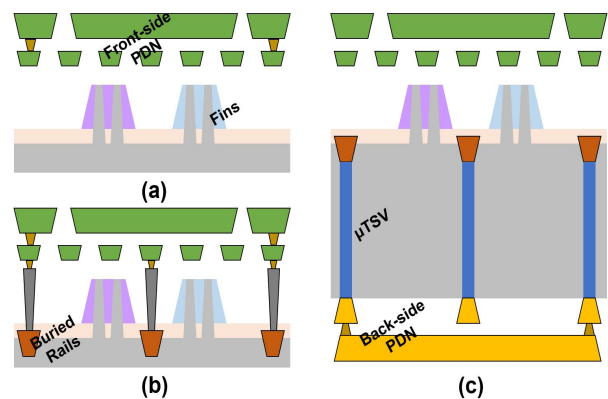 Front-side
PDN
Fins
(a)
Buried
Rails
(b)
μTSV
Back-side
PDN
(c)